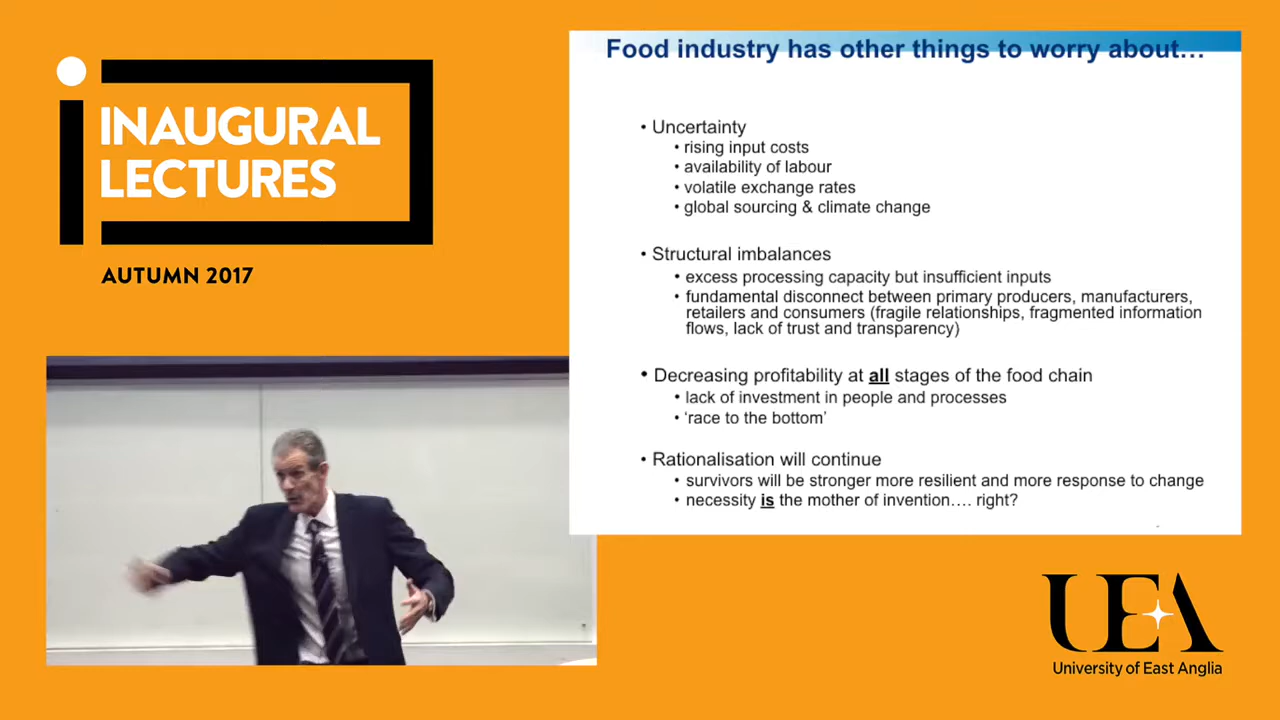 INAUGURAL
LECTURES
AUTUMN 2017
Food industry has other things to worry about…
• Uncertainty
• rising input costs
• availability of labour
• volatile exchange rates
• global sourcing & climate change
• Structural imbalances
• excess processing capacity but insufficient inputs
• fundamental disconnect between primary producers, manufacturers,
retailers and consumers (fragile relationships, fragmented information
flows, lack of trust and transparency)
• Decreasing profitability at all stages of the food chain
• lack of investment in people and processes
• ‘race to the bottom’
• Rationalisation will continue
• survivors will be stronger more resilient and more response to change
• necessity is the mother of invention…. right?
UEA
University of East Anglia